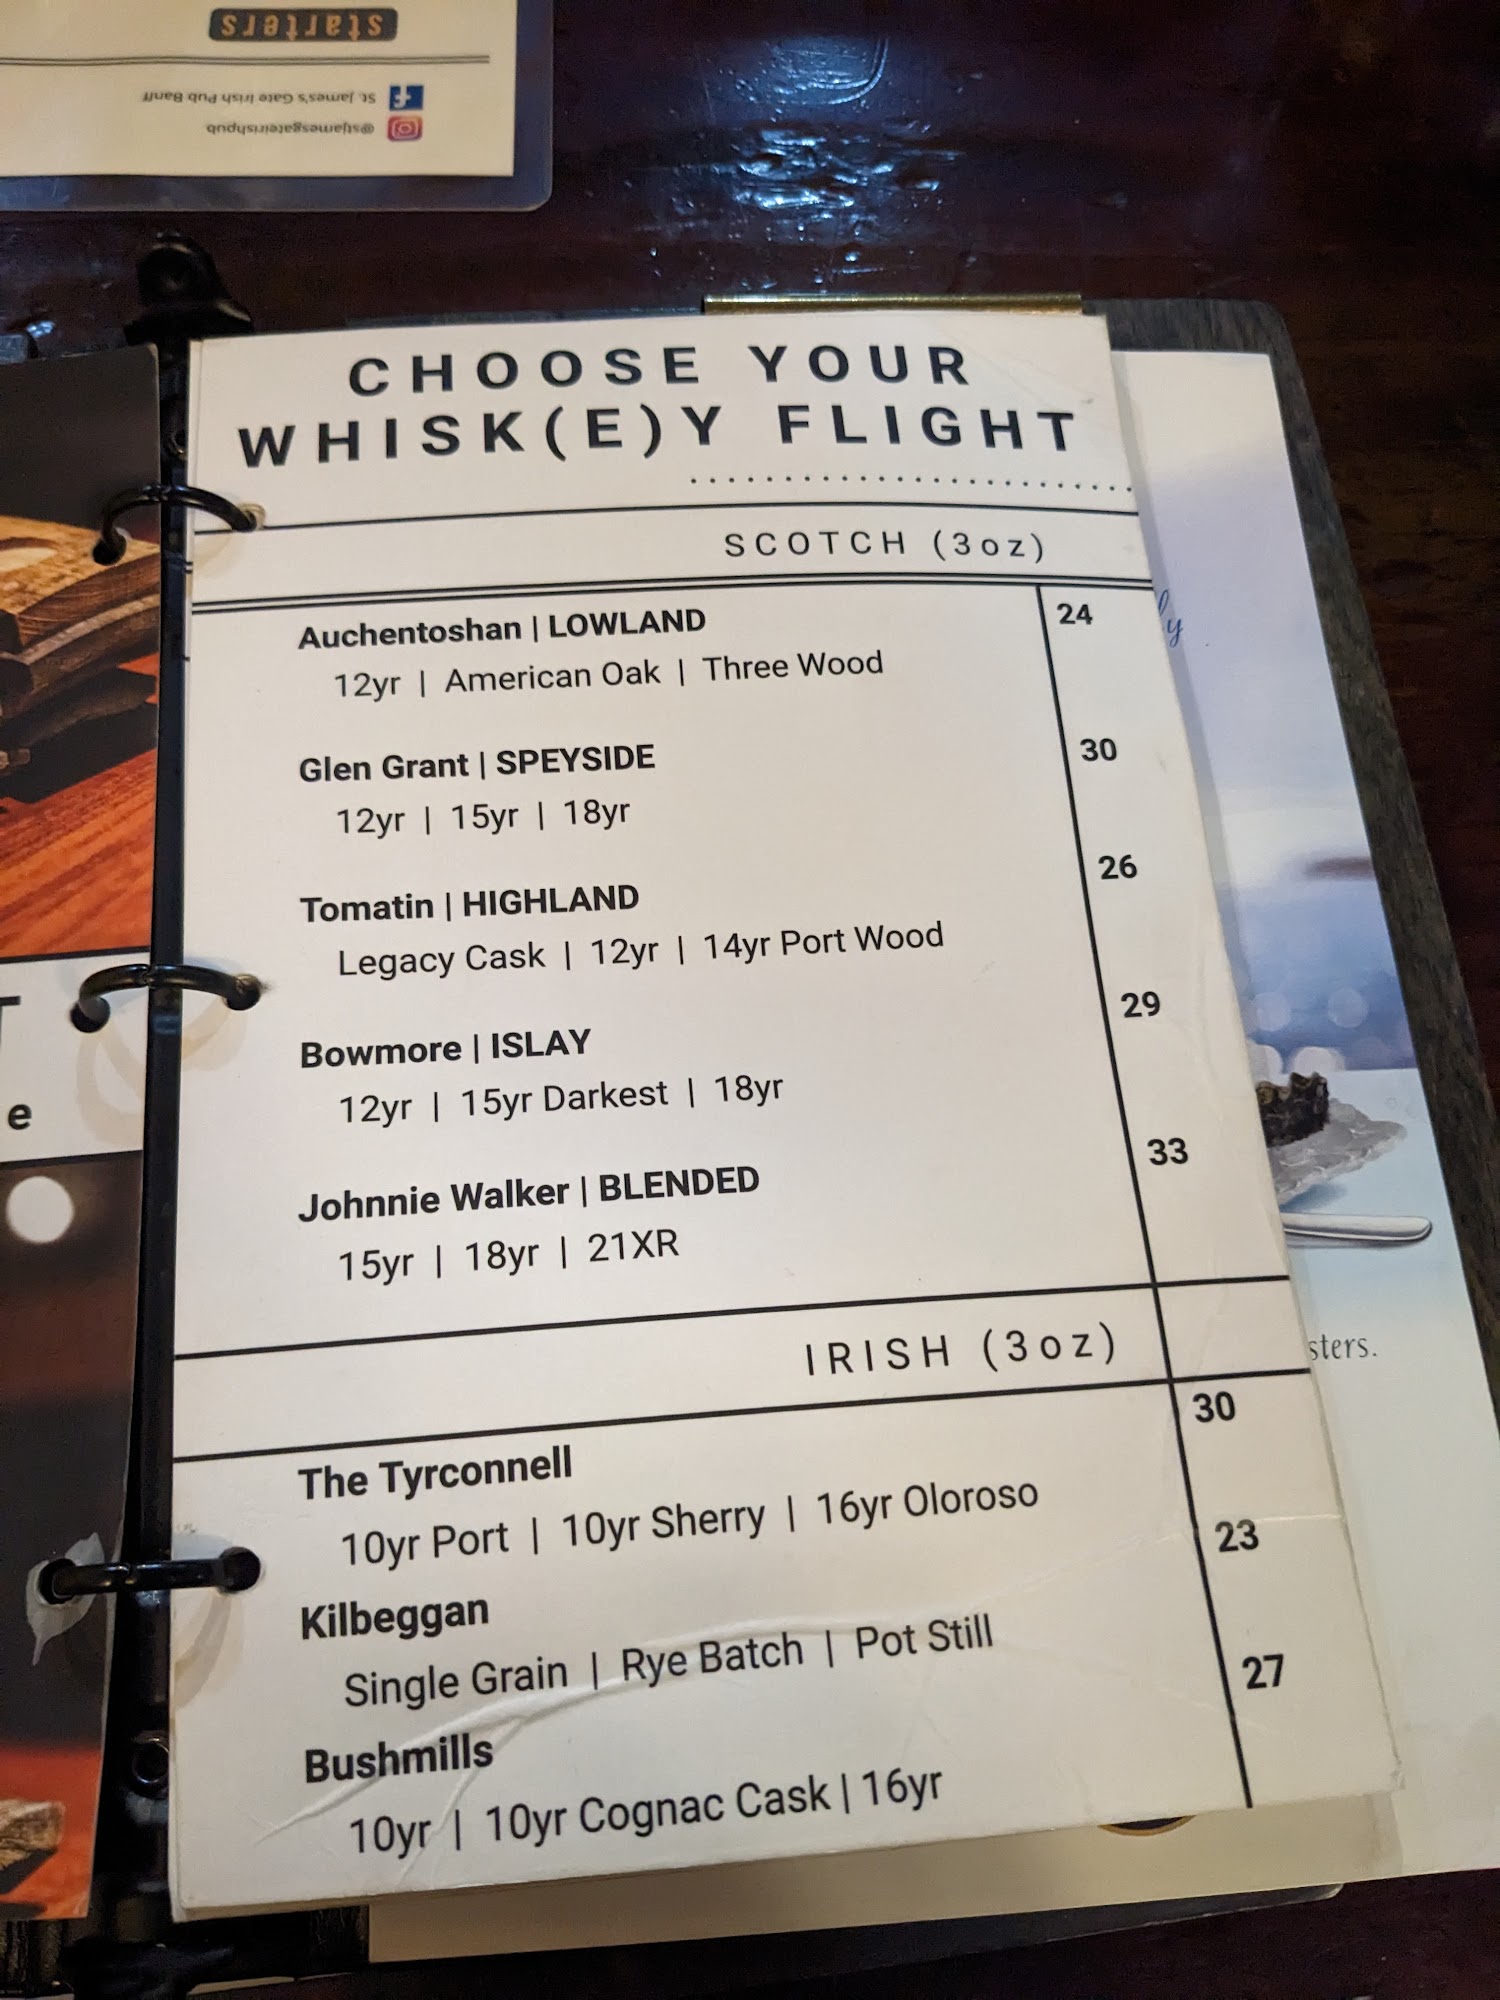 starters
St. James's Gate Irish Pub Banff
@stjamesgateirishpub
CHOOSE YOUR
WHISK(E)Y FLIGHT
SCOTCH (3oz)
Auchentoshan | LOWLAND 24
12yr | American Oak | Three Wood
Glen Grant | SPEYSIDE 30
12yr | 15yr | 18yr
Tomatin | HIGHLAND 26
Legacy Cask | 12yr | 14yr Port Wood
Bowmore | ISLAY 29
12yr | 15yr Darkest | 18yr
Johnnie Walker | BLENDED 33
15yr | 18yr | 21XR
IRISH (3oz)
The Tyrconnell 30
10yr Port | 10yr Sherry | 16yr Oloroso
Kilbeggan 23
Single Grain | Rye Batch | Pot Still
Bushmills 27
10yr | 10yr Cognac Cask | 16yr
e
ly
sters.